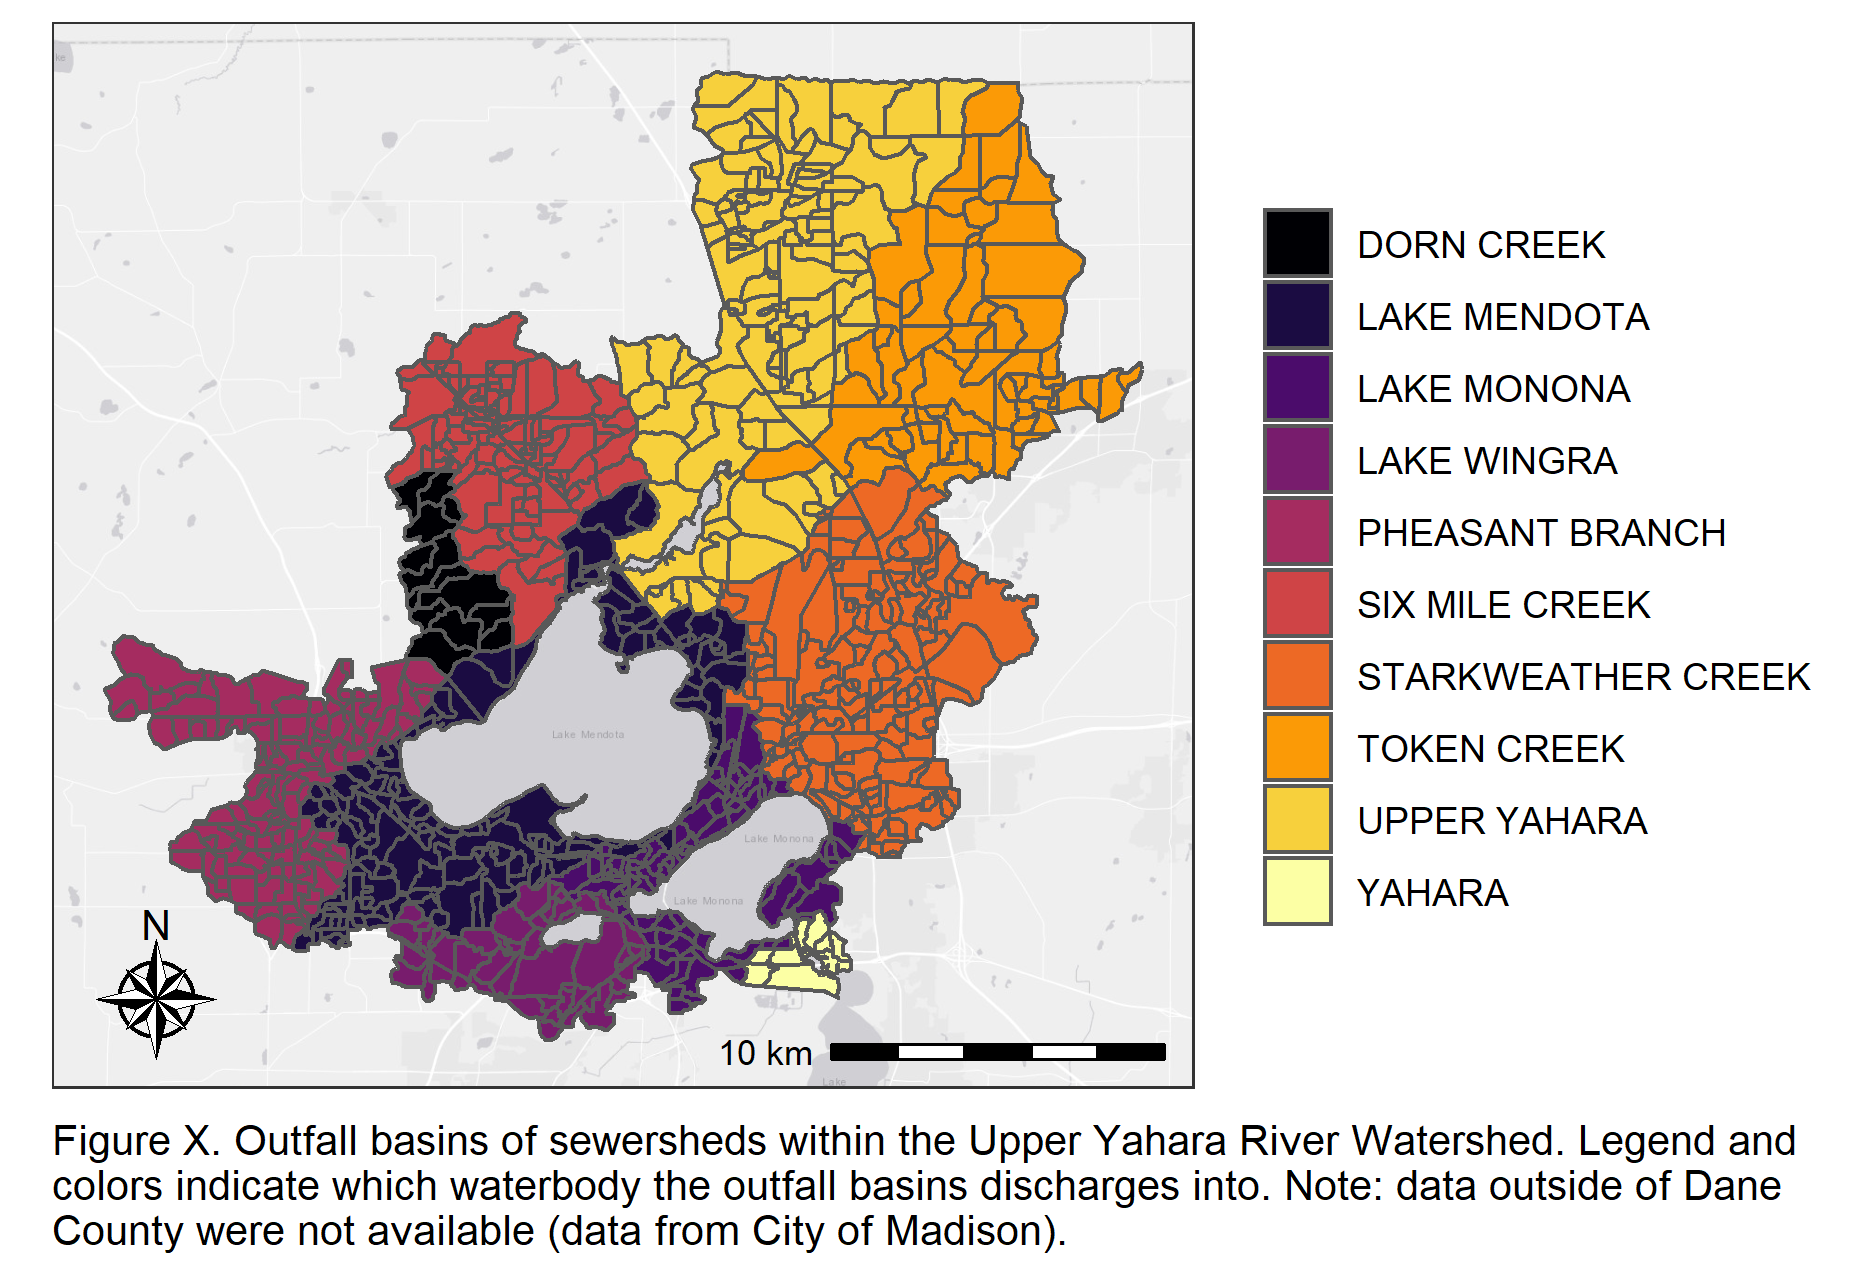 ke
Lake Mendota
Lake Monona
Lake Monona
N
10 km
Lake
DORN CREEK
LAKE MENDOTA
LAKE MONONA
LAKE WINGRA
PHEASANT BRANCH
SIX MILE CREEK
STARKWEATHER CREEK
TOKEN CREEK
UPPER YAHARA
YAHARA
Figure X. Outfall basins of sewersheds within the Upper Yahara River Watershed. Legend and
colors indicate which waterbody the outfall basins discharges into. Note: data outside of Dane
County were not available (data from City of Madison).